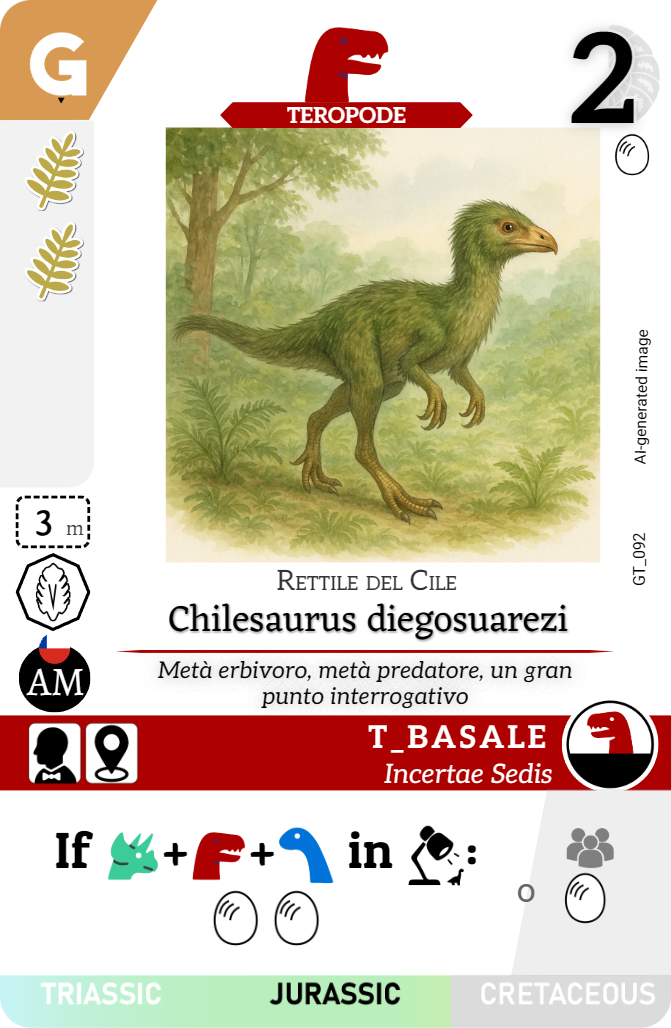 G
TEROPODE
2
AI-generated image
GT_092
3 m
AM
RETTILE DEL CILE
Chilesaurus diegosuarezi
Metà erbivoro, metà predatore, un gran
punto interrogativo
T_BASALE
Incertae Sedis
If + + in :
o
TRIASSIC JURASSIC CRETACEOUS